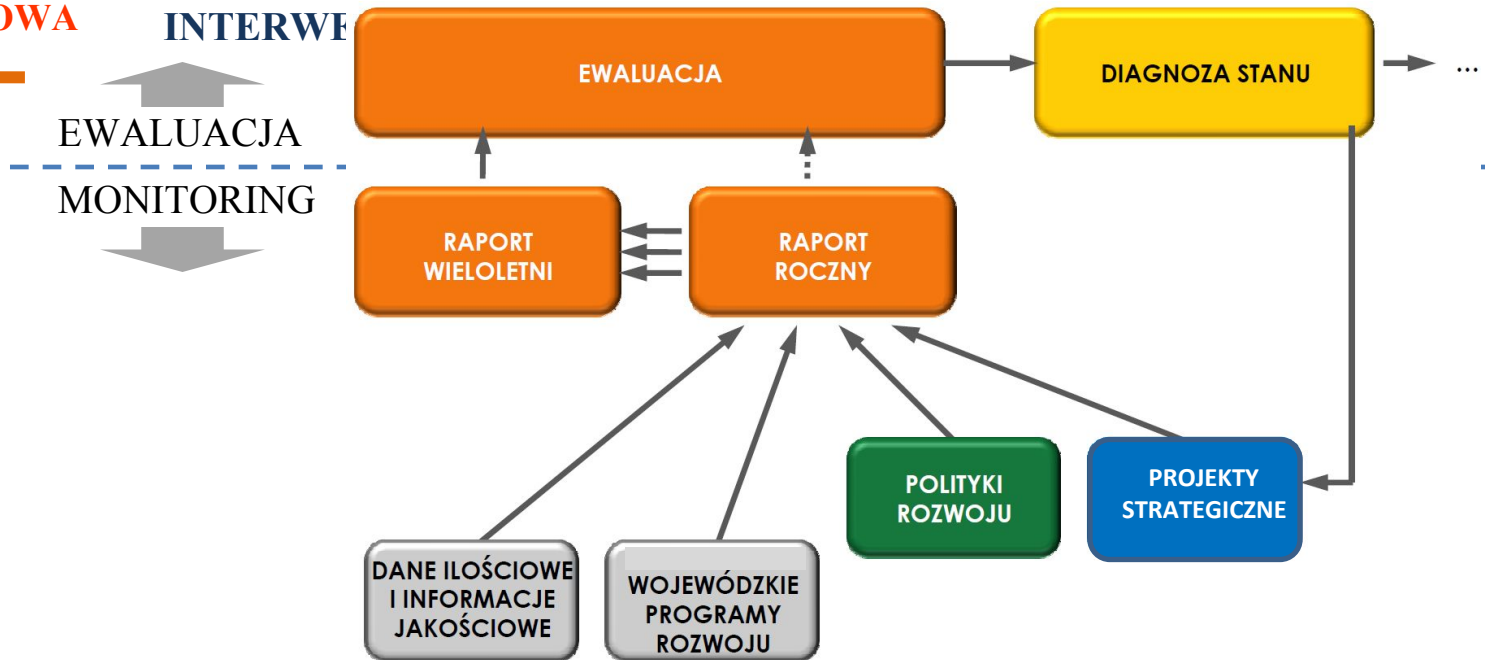 OWA
INTERWE
EWALUACJA
DIAGNOZA STANU
...
EWALUACJA
MONITORING
RAPORT
WIELOLETNI
RAPORT
ROCZNY
POLITYKI
ROZWOJU
PROJEKTY
STRATEGICZNE
DANE ILOŚCIOWE
I INFORMACJE
JAKOŚCIOWE
WOJEWÓDZKIE
PROGRAMY
ROZWOJU